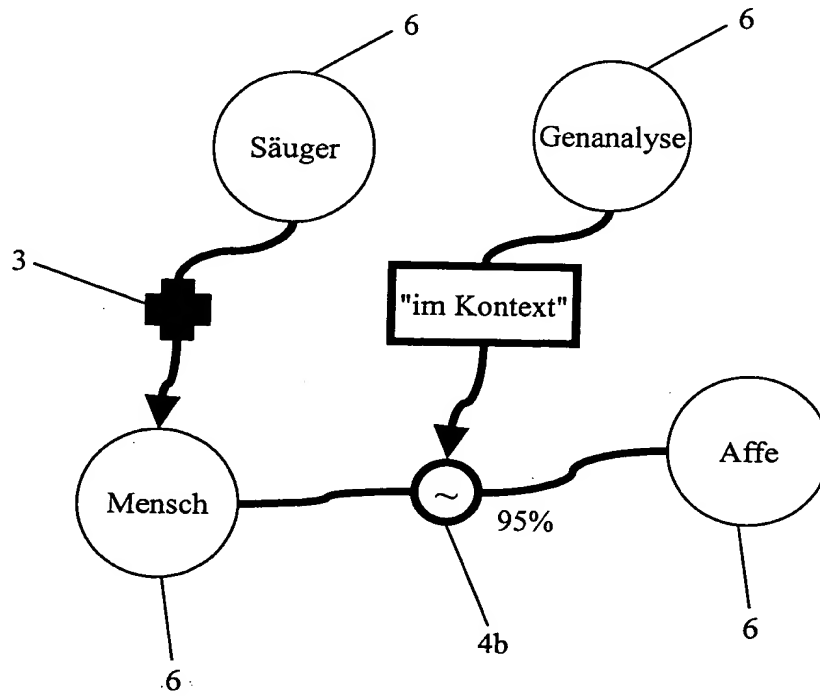 6
6
Säuger
Genanalyse
3
"im Kontext"
Affe
Mensch
~
95%
6
4b
6